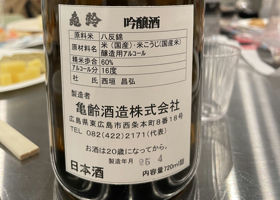 亀齢 吟醸酒
原料米 八反錦
原材料名 米(国産)・米こうじ(国産米)
醸造用アルコール
精米歩合 60%
アルコール分 16度
杜氏 西垣昌弘
製造者
亀齢酒造株式会社
広島県東広島市西条本町8番18号
TEL 082(422)2171(代表)
お酒は20歳になってから。
製造年月
日本酒
容量720ml詰